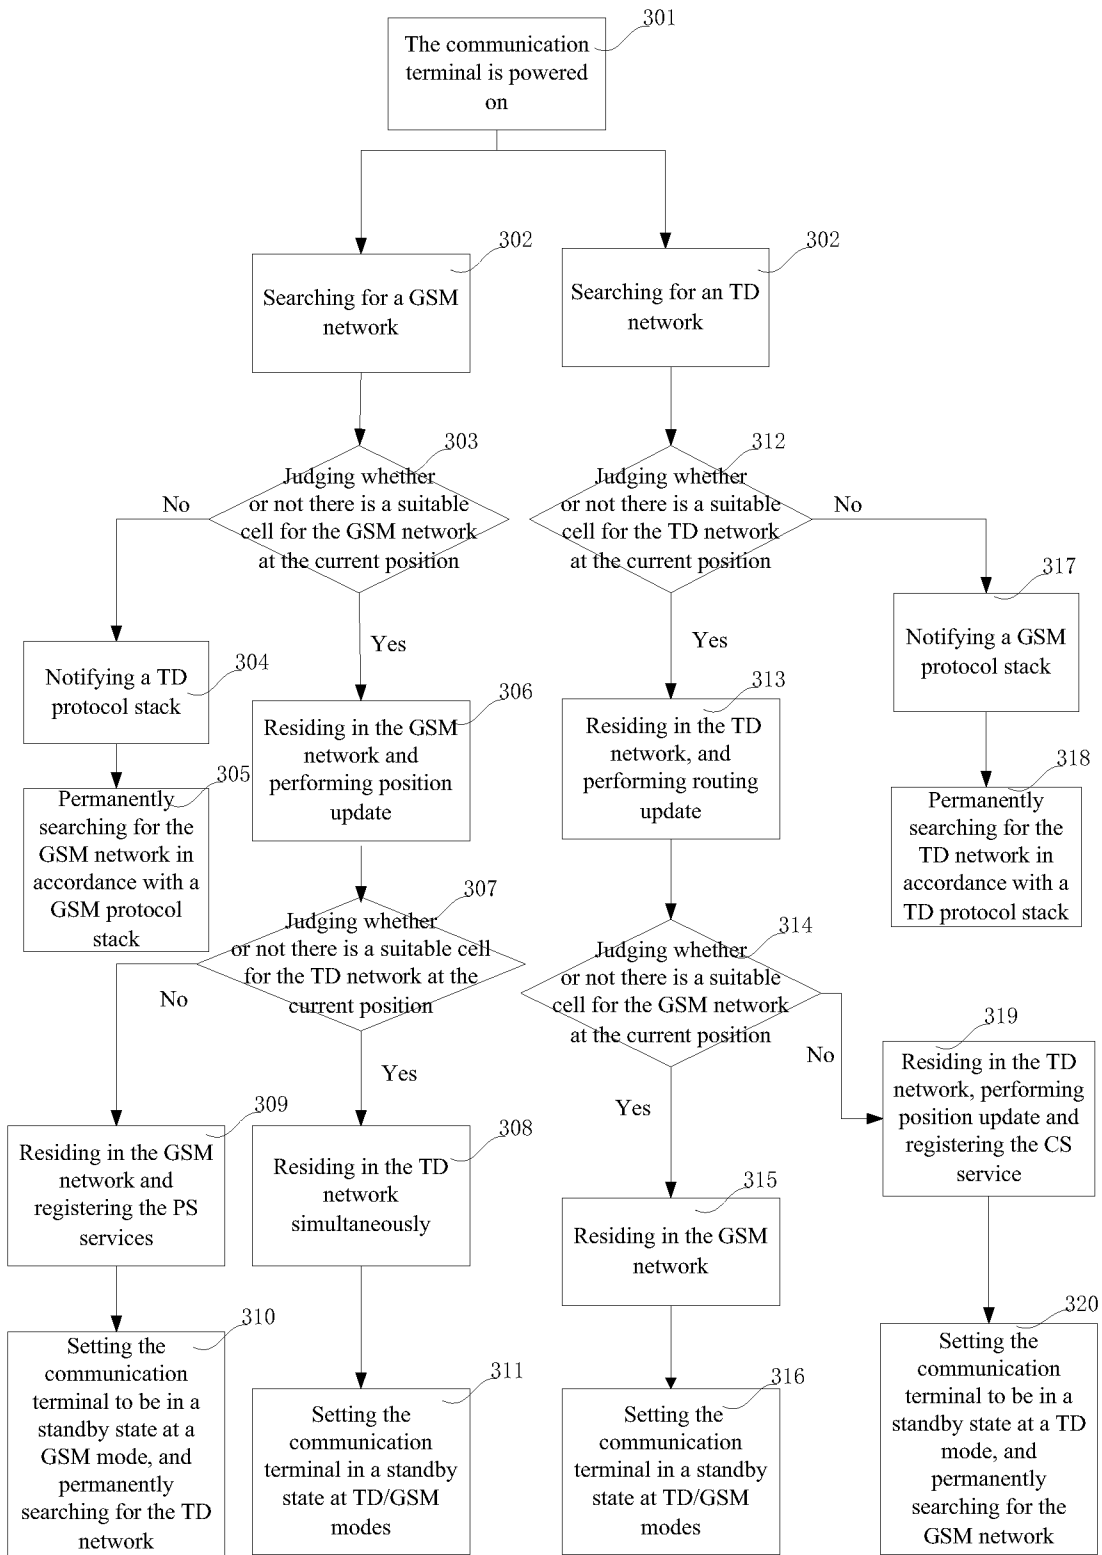 301
The communication
terminal is powered
on
302
Searching for a GSM
network
302
Searching for an TD
network
303
Judging whether
or not there is a suitable
cell for the GSM network
at the current position
312
Judging whether
or not there is a suitable
cell for the TD network
at the current position
No
No
Yes
Yes
304
Notifying a TD
protocol stack
306
Residing in the GSM
network and
performing position
update
313
Residing in the TD
network, and
performing routing
update
317
Notifying a GSM
protocol stack
305
Permanently
searching for the
GSM network in
accordance with a
GSM protocol
stack
318
Permanently
searching for the
TD network in
accordance with a
TD protocol stack
307
Judging whether
or not there is a suitable cell
for the TD network at the
current position
314
Judging whether
or not there is a suitable
cell for the GSM network
at the current position
No
Yes
Yes
No
309
Residing in the GSM
network and
registering the PS
services
308
Residing in the TD
network
simultaneously
315
Residing in the GSM
network
319
Residing in the TD
network, performing
position update and
registering the CS
service
310
Setting the
communication
terminal to be in a
standby state at a
GSM mode, and
permanently
searching for the TD
network
311
Setting the
communication
terminal in a standby
state at TD/GSM
modes
316
Setting the
communication
terminal in a standby
state at TD/GSM
modes
320
Setting the
communication
terminal to be in a
standby state at a TD
mode, and
permanently
searching for the
GSM network